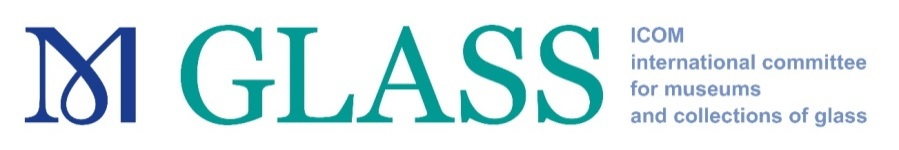 M GLASS
ICOM
international committee
for museums
and collections of glass